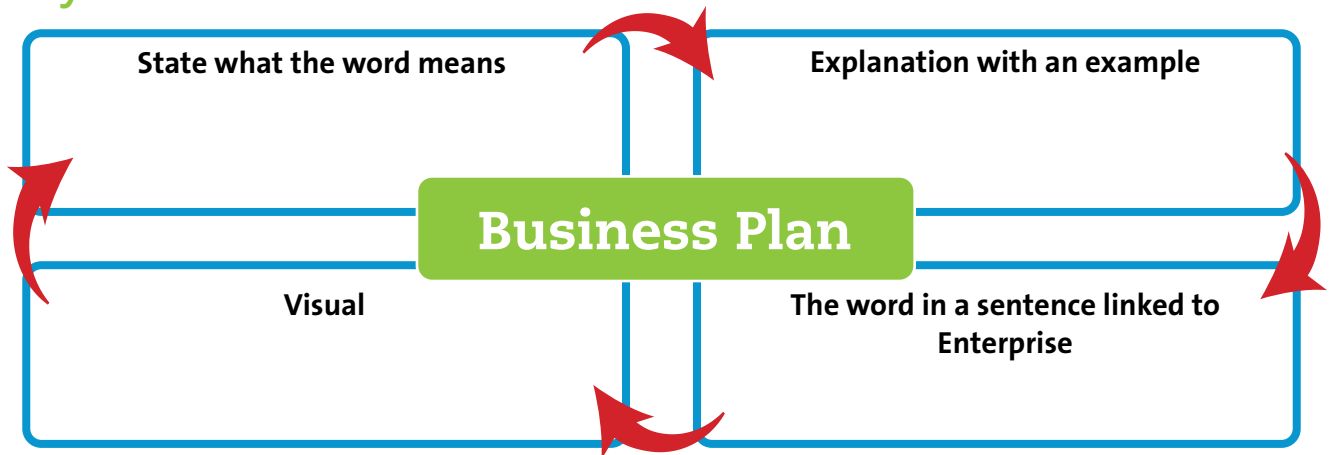 State what the word means
Explanation with an example
Business Plan
Visual
The word in a sentence linked to
Enterprise